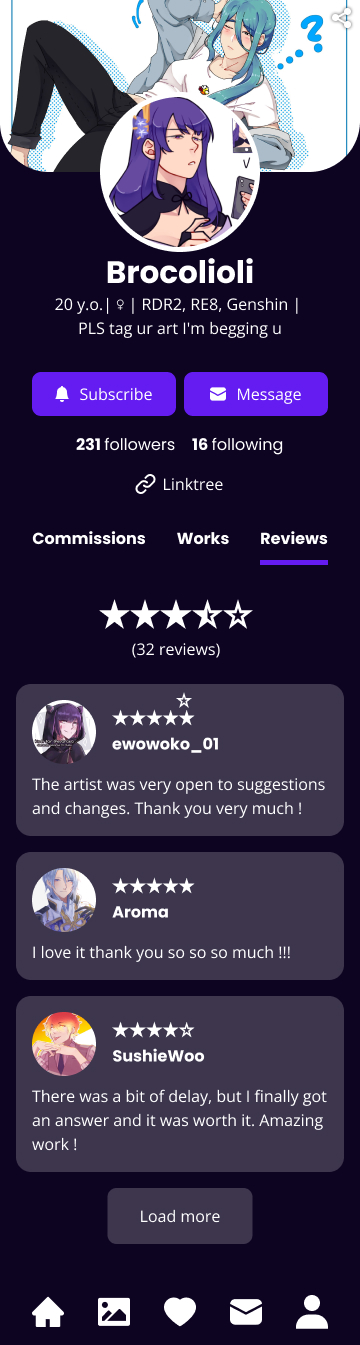 ?
Brocolioli
20 y.o.| ♀ | RDR2, RE8, Genshin |
PLS tag ur art I'm begging u
Subscribe
Message
231 followers 16 following
Linktree
Commissions Works Reviews
(32 reviews)
ewowoko_01
The artist was very open to suggestions
and changes. Thank you very much !
Aroma
I love it thank you so so so much !!!
SushieWoo
There was a bit of delay, but I finally got
an answer and it was worth it. Amazing
work !
Load more